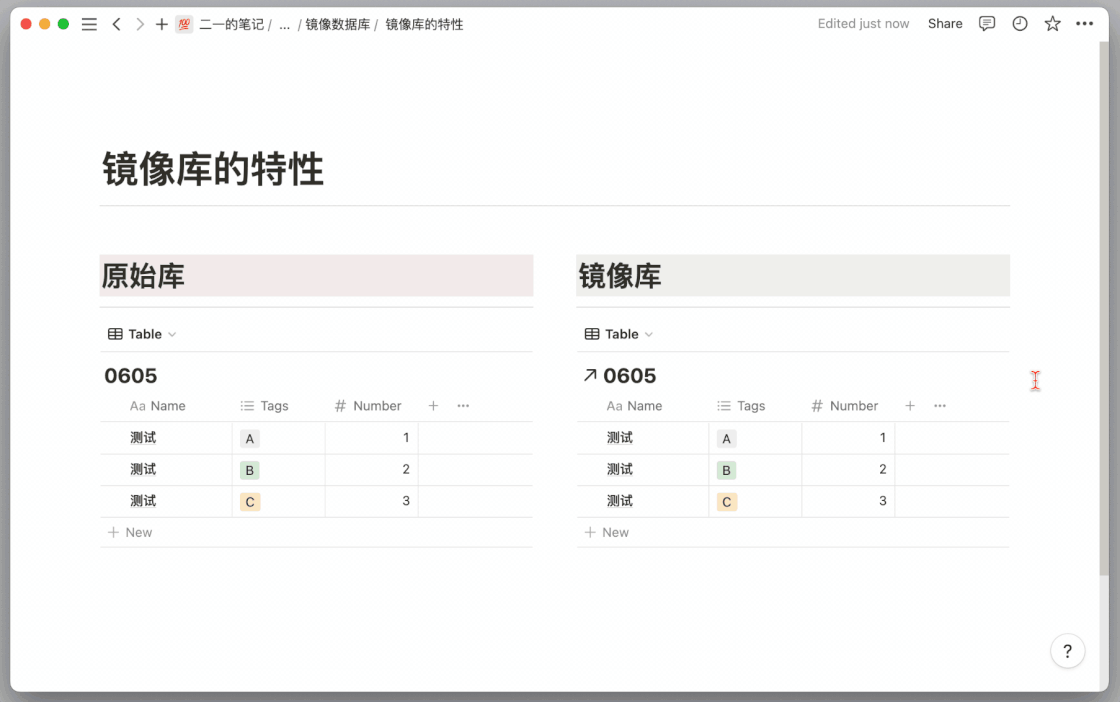 二一的笔记 / ... / 镜像数据库 / 镜像库的特性
Edited just now Share
镜像库的特性
原始库
Table
0605
Aa Name Tags # Number + ...
测试 A 1
测试 B 2
测试 C 3
+ New
镜像库
Table
↗ 0605
Aa Name Tags # Number + ...
测试 A 1
测试 B 2
测试 C 3
+ New
?